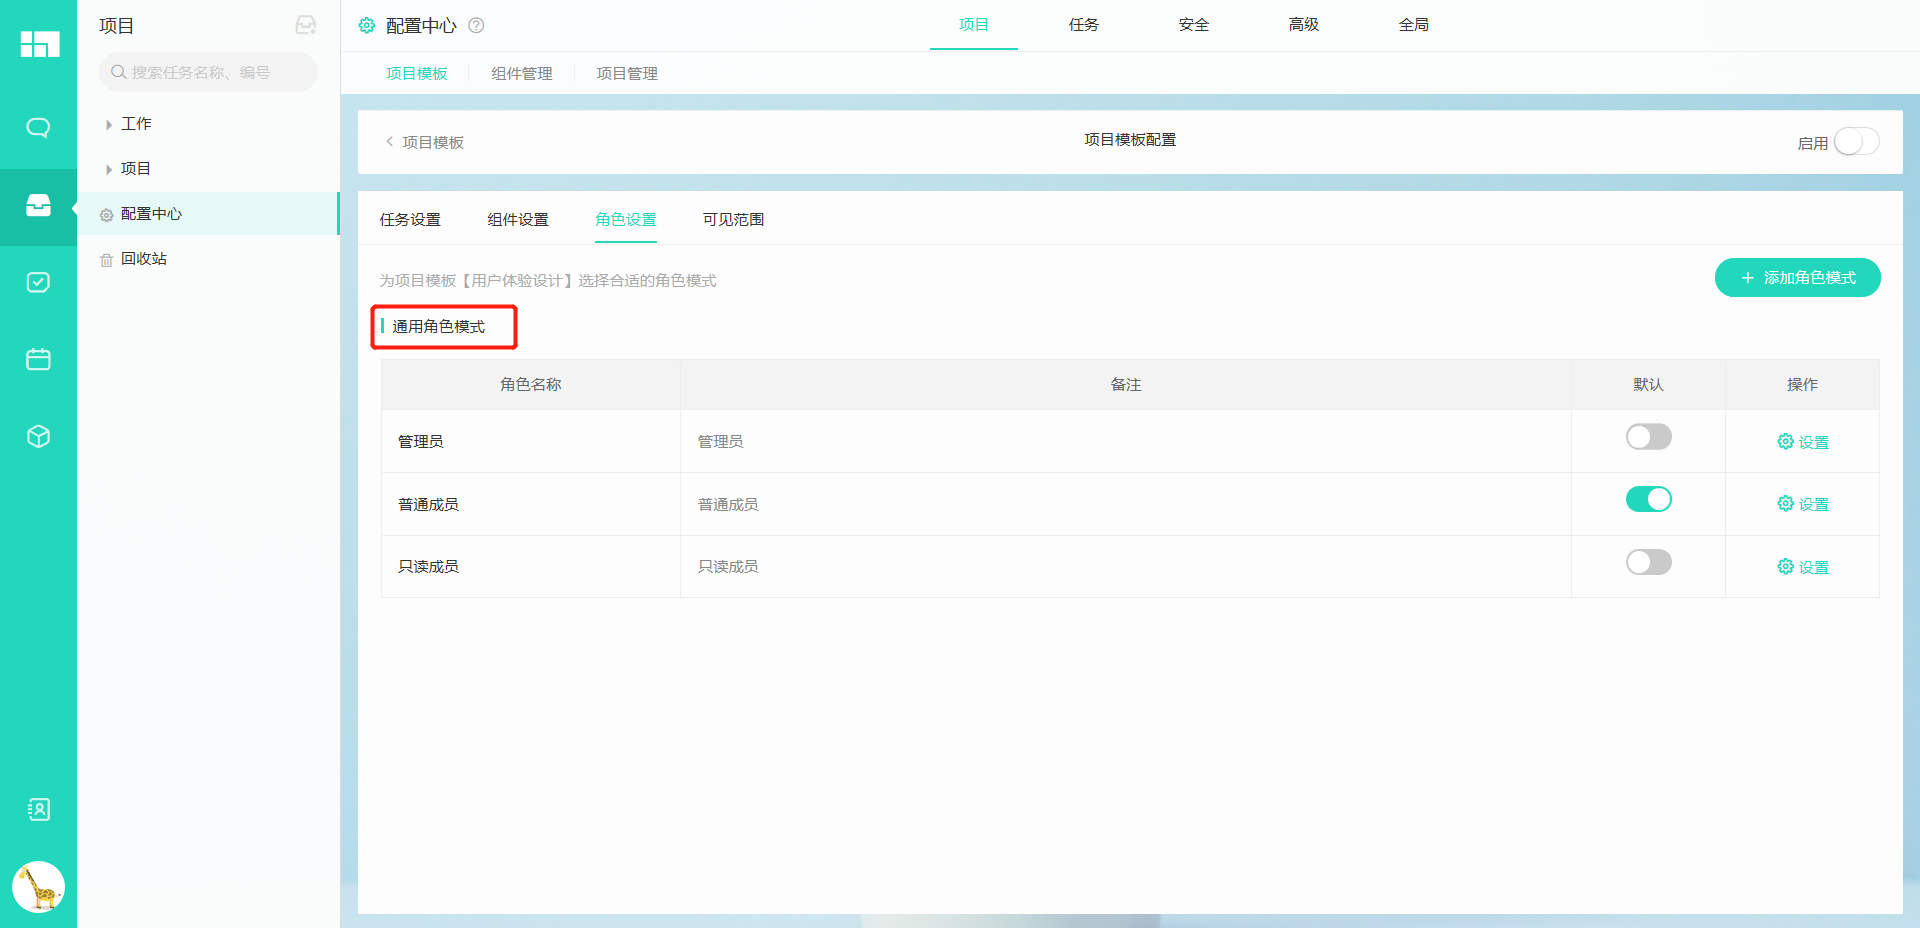 项目
搜索任务名称、编号
工作
项目
配置中心
回收站
配置中心
项目 任务 安全 高级 全局
项目模板 组件管理 项目管理
项目模板
项目模板配置
启用
任务设置 组件设置 角色设置 可见范围
为项目模板【用户体验设计】选择合适的角色模式
+ 添加角色模式
通用角色模式
角色名称 备注 默认 操作
管理员 管理员 设置
普通成员 普通成员 设置
只读成员 只读成员 设置